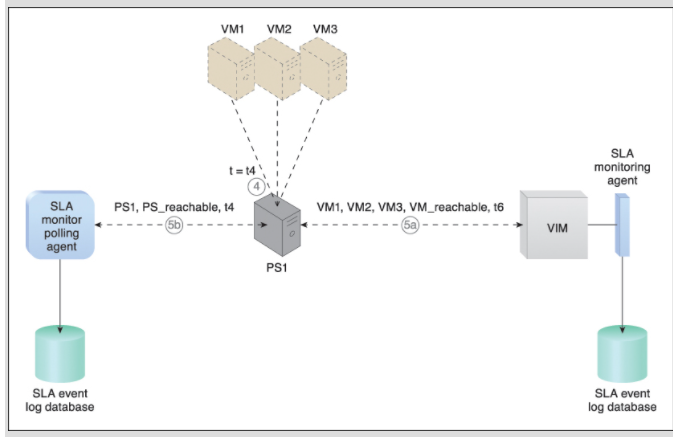 VM1 VM2 VM3
t = t4
4
SLA
monitor
polling
agent
PS1, PS_reachable, t4
5b
PS1
VM1, VM2, VM3, VM_reachable, t6
5a
VIM
SLA
monitoring
agent
SLA event
log database
SLA event
log database